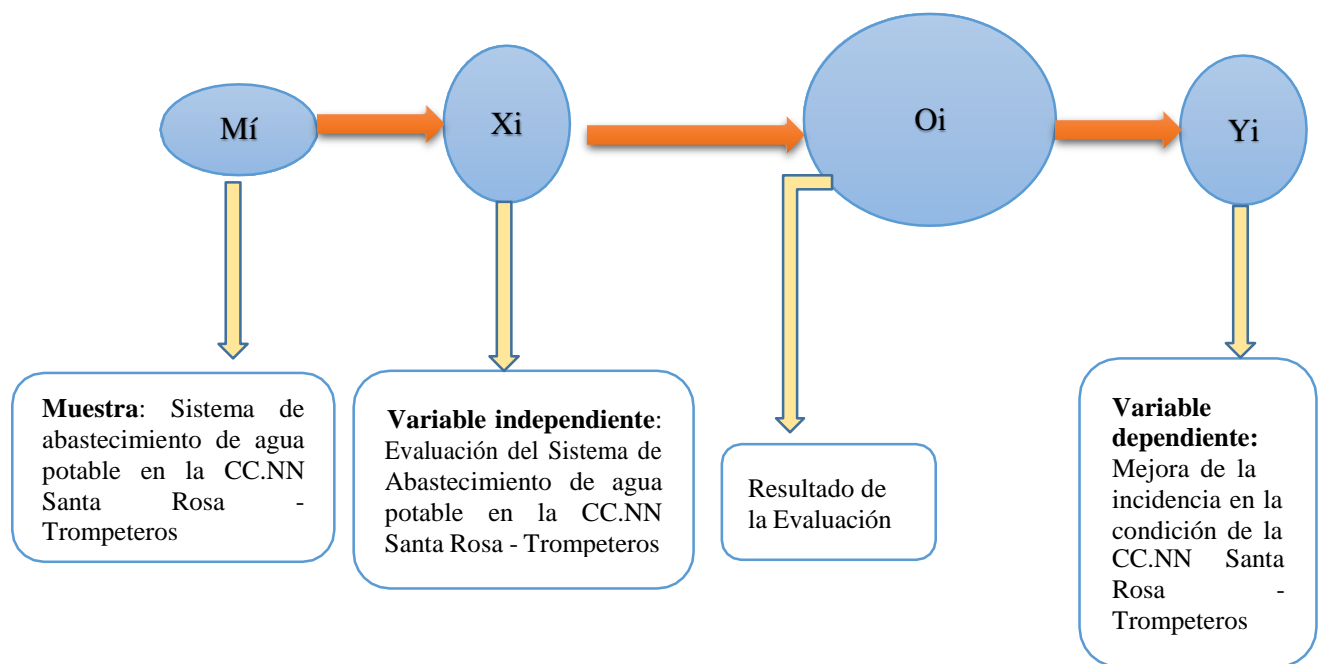 Mí
Xi
Oi
Yi
Muestra: Sistema de
abastecimiento de agua
potable en la CC.NN
Santa Rosa -
Trompeteros
Variable independiente:
Evaluación del Sistema de
Abastecimiento de agua
potable en la CC.NN
Santa Rosa - Trompeteros
Resultado de
la Evaluación
Variable
dependiente:
Mejora de la
incidencia en la
condición de la
CC.NN Santa
Rosa -
Trompeteros